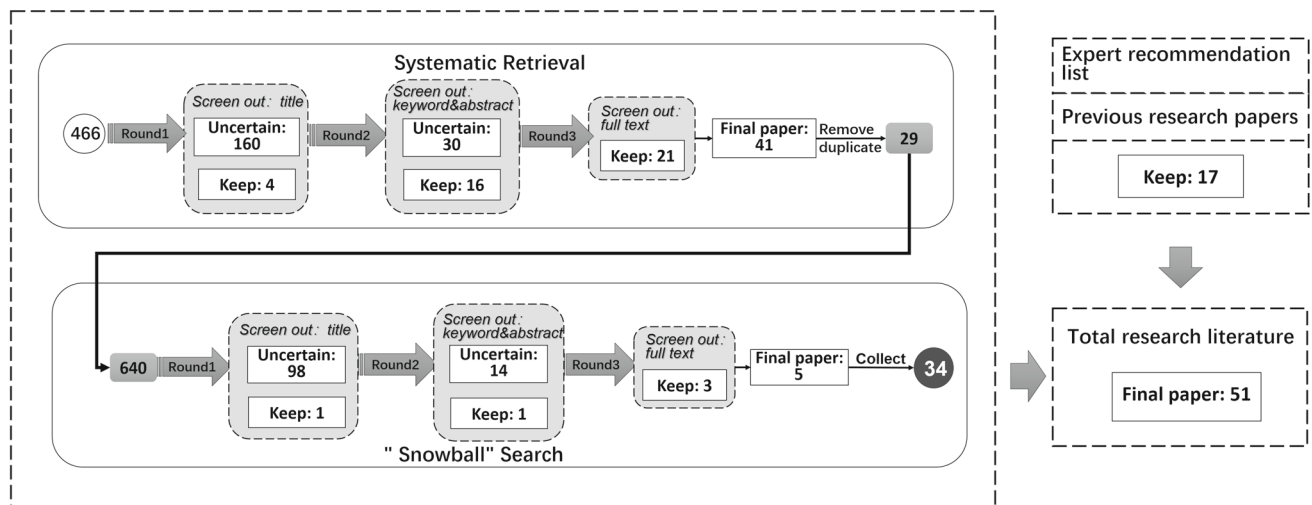 Systematic Retrieval
466
Round1
Screen out: title
Uncertain:
160
Keep: 4
Round2
Screen out:
keyword&abstract
Uncertain:
30
Keep: 16
Round3
Screen out:
full text
Keep: 21
Final paper:
41
Remove
duplicate
29
640
Round1
Screen out: title
Uncertain:
98
Keep: 1
Round2
Screen out:
keyword&abstract
Uncertain:
14
Keep: 1
Round3
Screen out:
full text
Keep: 3
Final paper:
5
Collect
34
" Snowball" Search
Expert recommendation
list
Previous research papers
Keep: 17
Total research literature
Final paper: 51